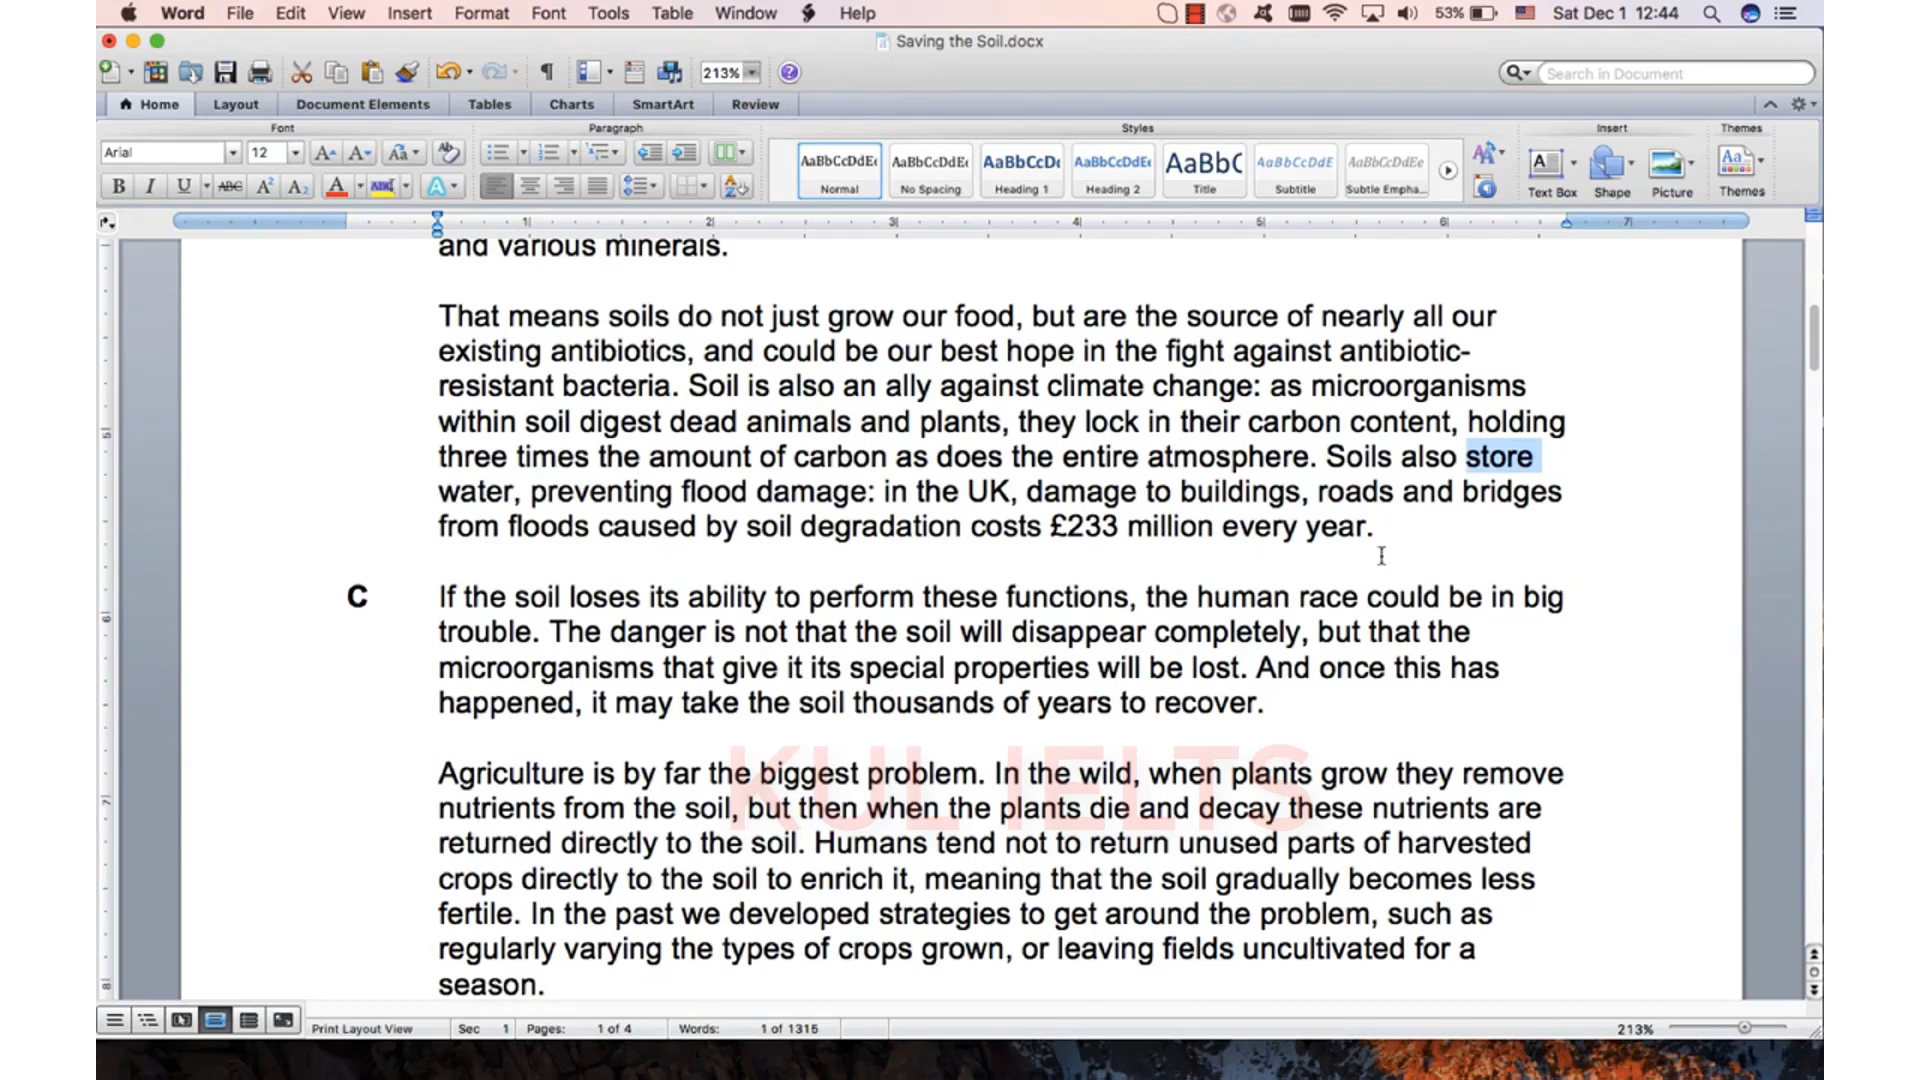 Word File Edit View Insert Format Font Tools Table Window Help 53% Sat Dec 1 12:44
Saving the Soil.docx
213% Search in Document
Home Layout Document Elements Tables Charts SmartArt Review
Font Paragraph Styles Insert Themes
Arial 12
AaBbCcDdE AaBbCcDdE AaBbCcD AaBbCcDdE AaBbC AaBbCcDdE AaBbCcDdEe
Normal No Spacing Heading 1 Heading 2 Title Subtitle Subtle Empha... Text Box Shape Picture Themes
and various minerals.
That means soils do not just grow our food, but are the source of nearly all our
existing antibiotics, and could be our best hope in the fight against antibiotic-
resistant bacteria. Soil is also an ally against climate change: as microorganisms
within soil digest dead animals and plants, they lock in their carbon content, holding
three times the amount of carbon as does the entire atmosphere. Soils also store
water, preventing flood damage: in the UK, damage to buildings, roads and bridges
from floods caused by soil degradation costs £233 million every year.
C If the soil loses its ability to perform these functions, the human race could be in big
trouble. The danger is not that the soil will disappear completely, but that the
microorganisms that give it its special properties will be lost. And once this has
happened, it may take the soil thousands of years to recover.
KUL IELTS
Agriculture is by far the biggest problem. In the wild, when plants grow they remove
nutrients from the soil, but then when the plants die and decay these nutrients are
returned directly to the soil. Humans tend not to return unused parts of harvested
crops directly to the soil to enrich it, meaning that the soil gradually becomes less
fertile. In the past we developed strategies to get around the problem, such as
regularly varying the types of crops grown, or leaving fields uncultivated for a
season.
Print Layout View Sec 1 Pages: 1 of 4 Words: 1 of 1315 213%